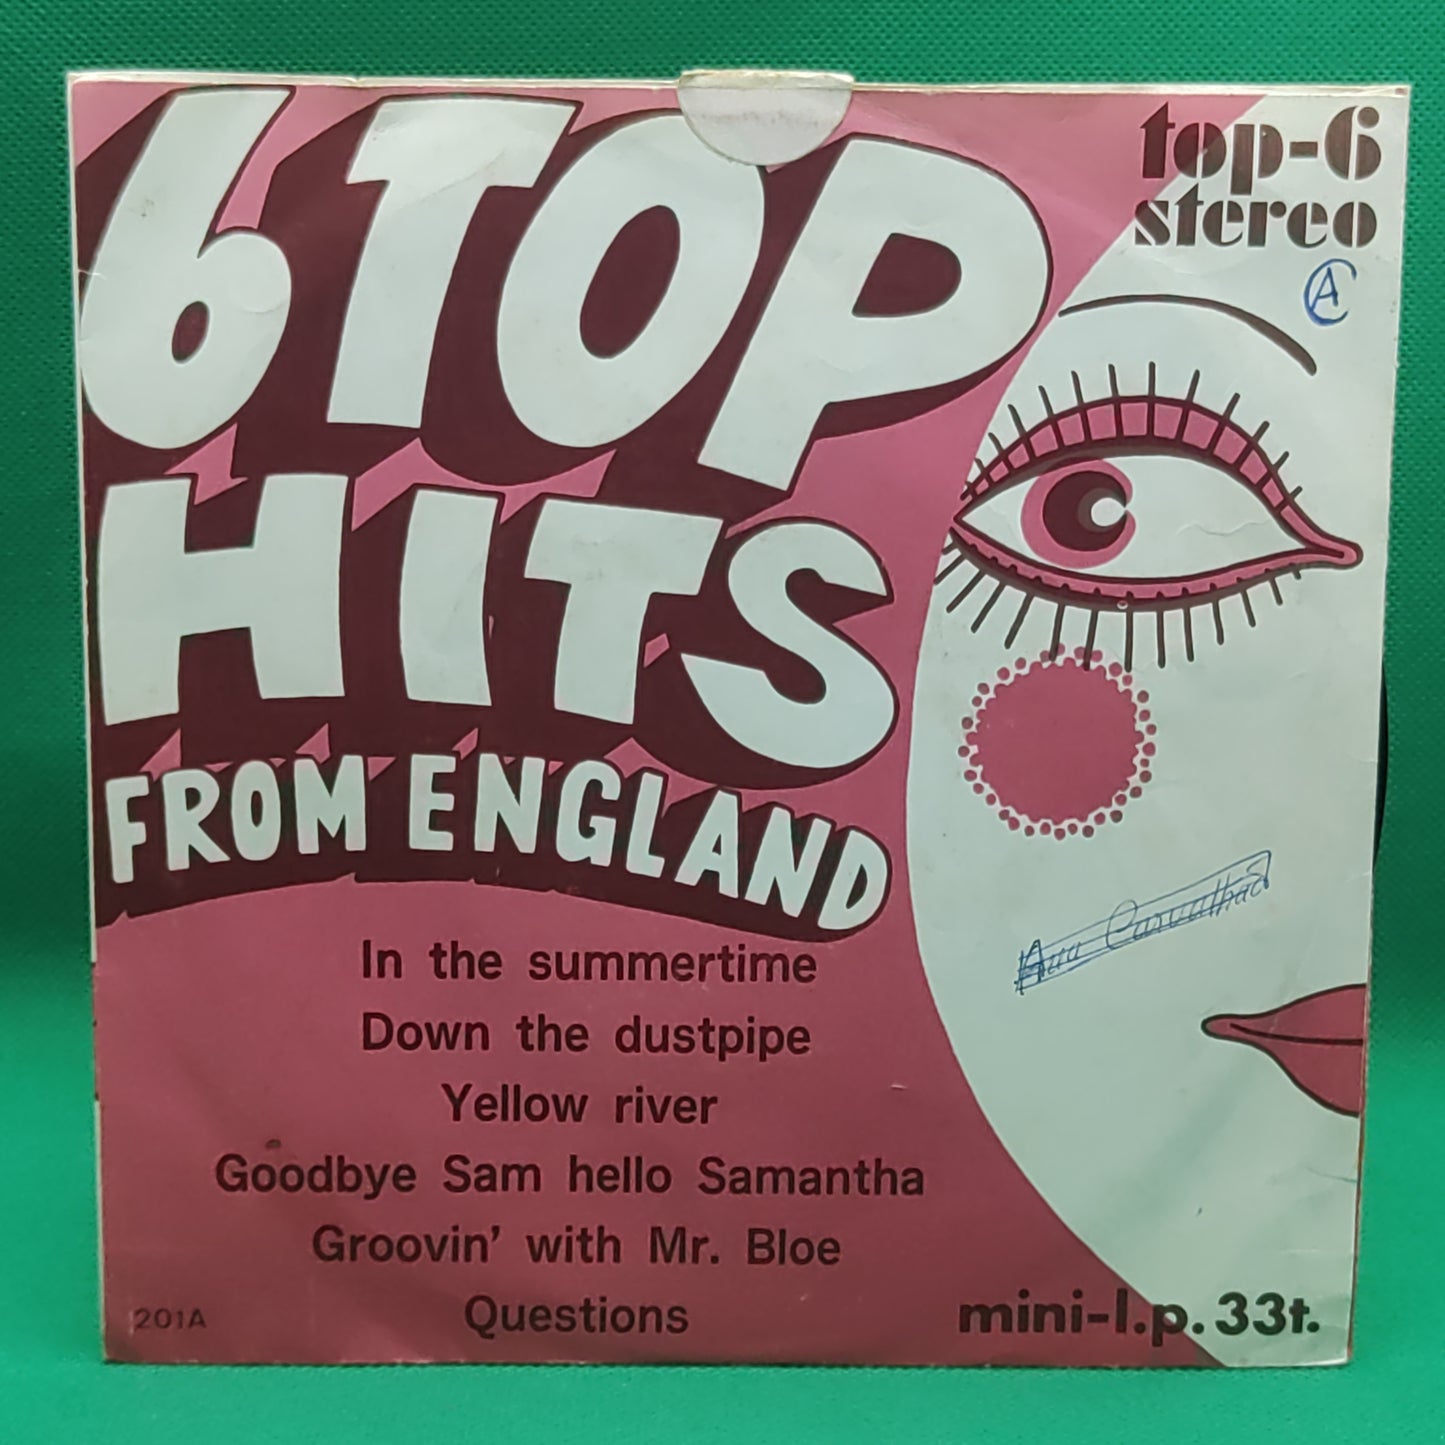 6 TOP
HITS
FROM ENGLAND
top-6
stereo
In the summertime
Down the dustpipe
Yellow river
Goodbye Sam hello Samantha
Groovin' with Mr. Bloe
Questions
201A
mini-l.p. 33t.